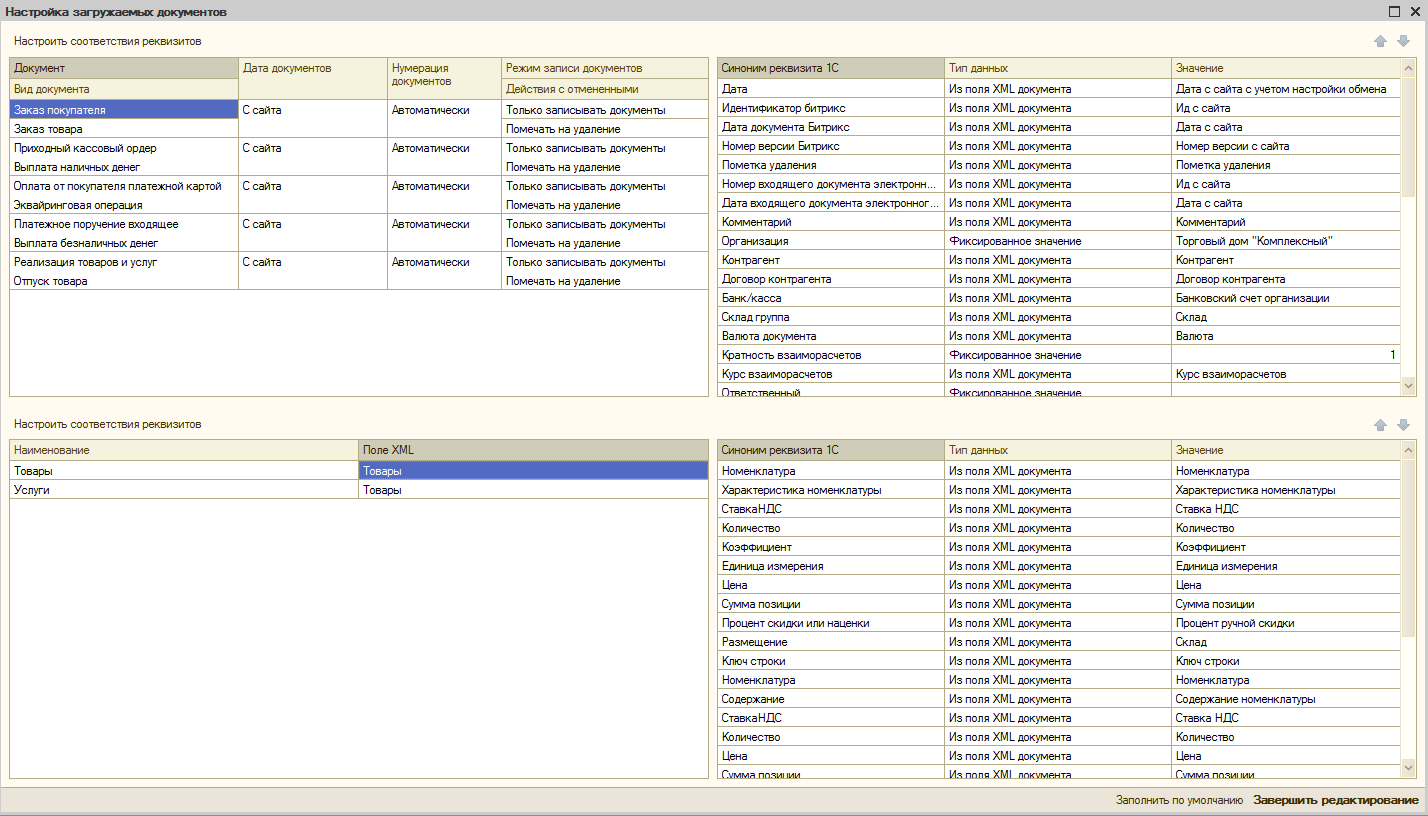 Настройка загружаемых документов
Настроить соответствия реквизитов
Документ Дата документов Нумерация документов Режим записи документов
Вид документа Действия с отмененными
Заказ покупателя С сайта Автоматически Только записывать документы
Заказ товара Помечать на удаление
Приходный кассовый ордер С сайта Автоматически Только записывать документы
Выплата наличных денег Помечать на удаление
Оплата от покупателя платежной картой С сайта Автоматически Только записывать документы
Эквайринговая операция Помечать на удаление
Платежное поручение входящее С сайта Автоматически Только записывать документы
Выплата безналичных денег Помечать на удаление
Реализация товаров и услуг С сайта Автоматически Только записывать документы
Отпуск товара Помечать на удаление
Синоним реквизита 1С Тип данных Значение
Дата Из поля XML документа Дата с сайта с учетом настройки обмена
Идентификатор битрикс Из поля XML документа Ид с сайта
Дата документа Битрикс Из поля XML документа Дата с сайта
Номер версии Битрикс Из поля XML документа Номер версии с сайта
Пометка удаления Из поля XML документа Пометка удаления
Номер входящего документа электронн... Из поля XML документа Ид с сайта
Дата входящего документа электронног... Из поля XML документа Дата с сайта
Комментарий Из поля XML документа Комментарий
Организация Фиксированное значение Торговый дом "Комплексный"
Контрагент Из поля XML документа Контрагент
Договор контрагента Из поля XML документа Договор контрагента
Банк/касса Из поля XML документа Банковский счет организации
Склад группа Из поля XML документа Склад
Валюта документа Из поля XML документа Валюта
Кратность взаиморасчетов Фиксированное значение 1
Курс взаиморасчетов Из поля XML документа Курс взаиморасчетов
Ответственный Фиксированное значение
Настроить соответствия реквизитов
Наименование Поле XML
Товары Товары
Услуги Товары
Синоним реквизита 1С Тип данных Значение
Номенклатура Из поля XML документа Номенклатура
Характеристика номенклатуры Из поля XML документа Характеристика номенклатуры
СтавкаНДС Из поля XML документа Ставка НДС
Количество Из поля XML документа Количество
Коэффициент Из поля XML документа Коэффициент
Единица измерения Из поля XML документа Единица измерения
Цена Из поля XML документа Цена
Сумма позиции Из поля XML документа Сумма позиции
Процент скидки или наценки Из поля XML документа Процент ручной скидки
Размещение Из поля XML документа Склад
Ключ строки Из поля XML документа Ключ строки
Номенклатура Из поля XML документа Номенклатура
Содержание Из поля XML документа Содержание номенклатуры
СтавкаНДС Из поля XML документа Ставка НДС
Количество Из поля XML документа Количество
Цена Из поля XML документа Цена
Сумма позиции Из поля XML документа Сумма позиции
Заполнить по умолчанию Завершить редактирование